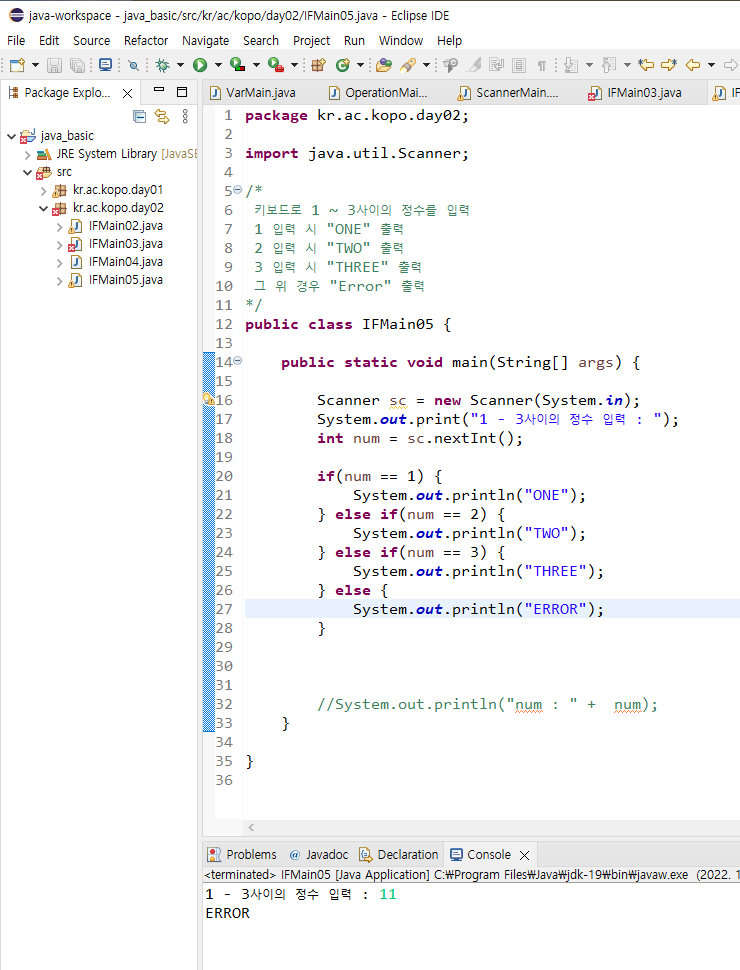 java-workspace - java_basic/src/kr/ac/kopo/day02/IFMain05.java - Eclipse IDE
File Edit Source Refactor Navigate Search Project Run Window Help
Package Explo...
VarMain.java OperationMai... ScannerMain.... IFMain03.java IF
java_basic
JRE System Library [JavaSE
src
kr.ac.kopo.day01
kr.ac.kopo.day02
IFMain02.java
IFMain03.java
IFMain04.java
IFMain05.java
1 package kr.ac.kopo.day02;
2
3 import java.util.Scanner;
4
5 /*
6 키보드로 1 ~ 3사이의 정수를 입력
7 1 입력 시 "ONE" 출력
8 2 입력 시 "TWO" 출력
9 3 입력 시 "THREE" 출력
10 그 위 경우 "Error" 출력
11 */
12 public class IFMain05 {
13
14 public static void main(String[] args) {
15
16 Scanner sc = new Scanner(System.in);
17 System.out.print("1 - 3사이의 정수 입력 : ");
18 int num = sc.nextInt();
19
20 if(num == 1) {
21 System.out.println("ONE");
22 } else if(num == 2) {
23 System.out.println("TWO");
24 } else if(num == 3) {
25 System.out.println("THREE");
26 } else {
27 System.out.println("ERROR");
28 }
29
30
31
32 //System.out.println("num : " +  num);
33 }
34
35 }
36
Problems @ Javadoc Declaration Console
<terminated> IFMain05 [Java Application] C:₩Program Files₩Java₩jdk-19₩bin₩javaw.exe (2022. 1
1 - 3사이의 정수 입력 : 11
ERROR